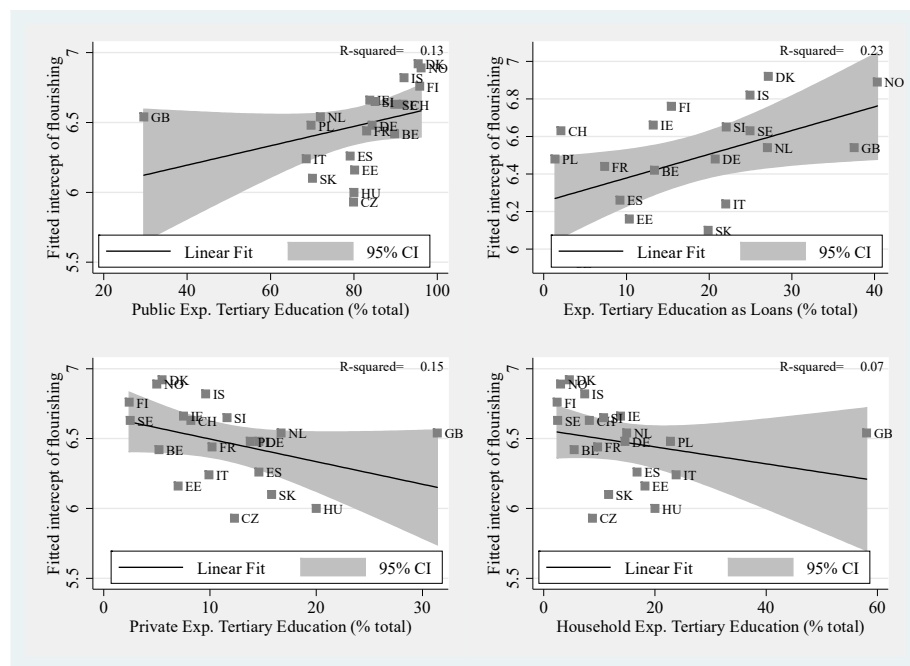 R-squared= 0.13
Fitted intercept of flourishing
7
6.5
6
5.5
DK
NO
IS
FI
IE
SI
SE
CH
GB
NL
PL
DE
FR
BE
IT
ES
EE
SK
HU
CZ
Linear Fit 95% CI
20 40 60 80 100
Public Exp. Tertiary Education (% total)
R-squared= 0.23
Fitted intercept of flourishing
7
6.8
6.6
6.4
6.2
6
DK
NO
IS
FI
IE
SI
SE
CH
NL
GB
PL
DE
FR
BE
ES
IT
EE
SK
Linear Fit 95% CI
0 10 20 30 40
Exp. Tertiary Education as Loans (% total)
R-squared= 0.15
Fitted intercept of flourishing
7
6.5
6
5.5
DK
NO
IS
FI
IE
SI
SE
CH
NL
GB
PL
DE
BE
FR
IT
ES
EE
SK
HU
CZ
Linear Fit 95% CI
0 10 20 30
Private Exp. Tertiary Education (% total)
R-squared= 0.07
Fitted intercept of flourishing
7
6.5
6
5.5
DK
NO
IS
FI
SI
IE
SE
CH
NL
GB
DE
PL
BE
FR
ES
IT
EE
SK
HU
CZ
Linear Fit 95% CI
0 20 40 60
Household Exp. Tertiary Education (% total)